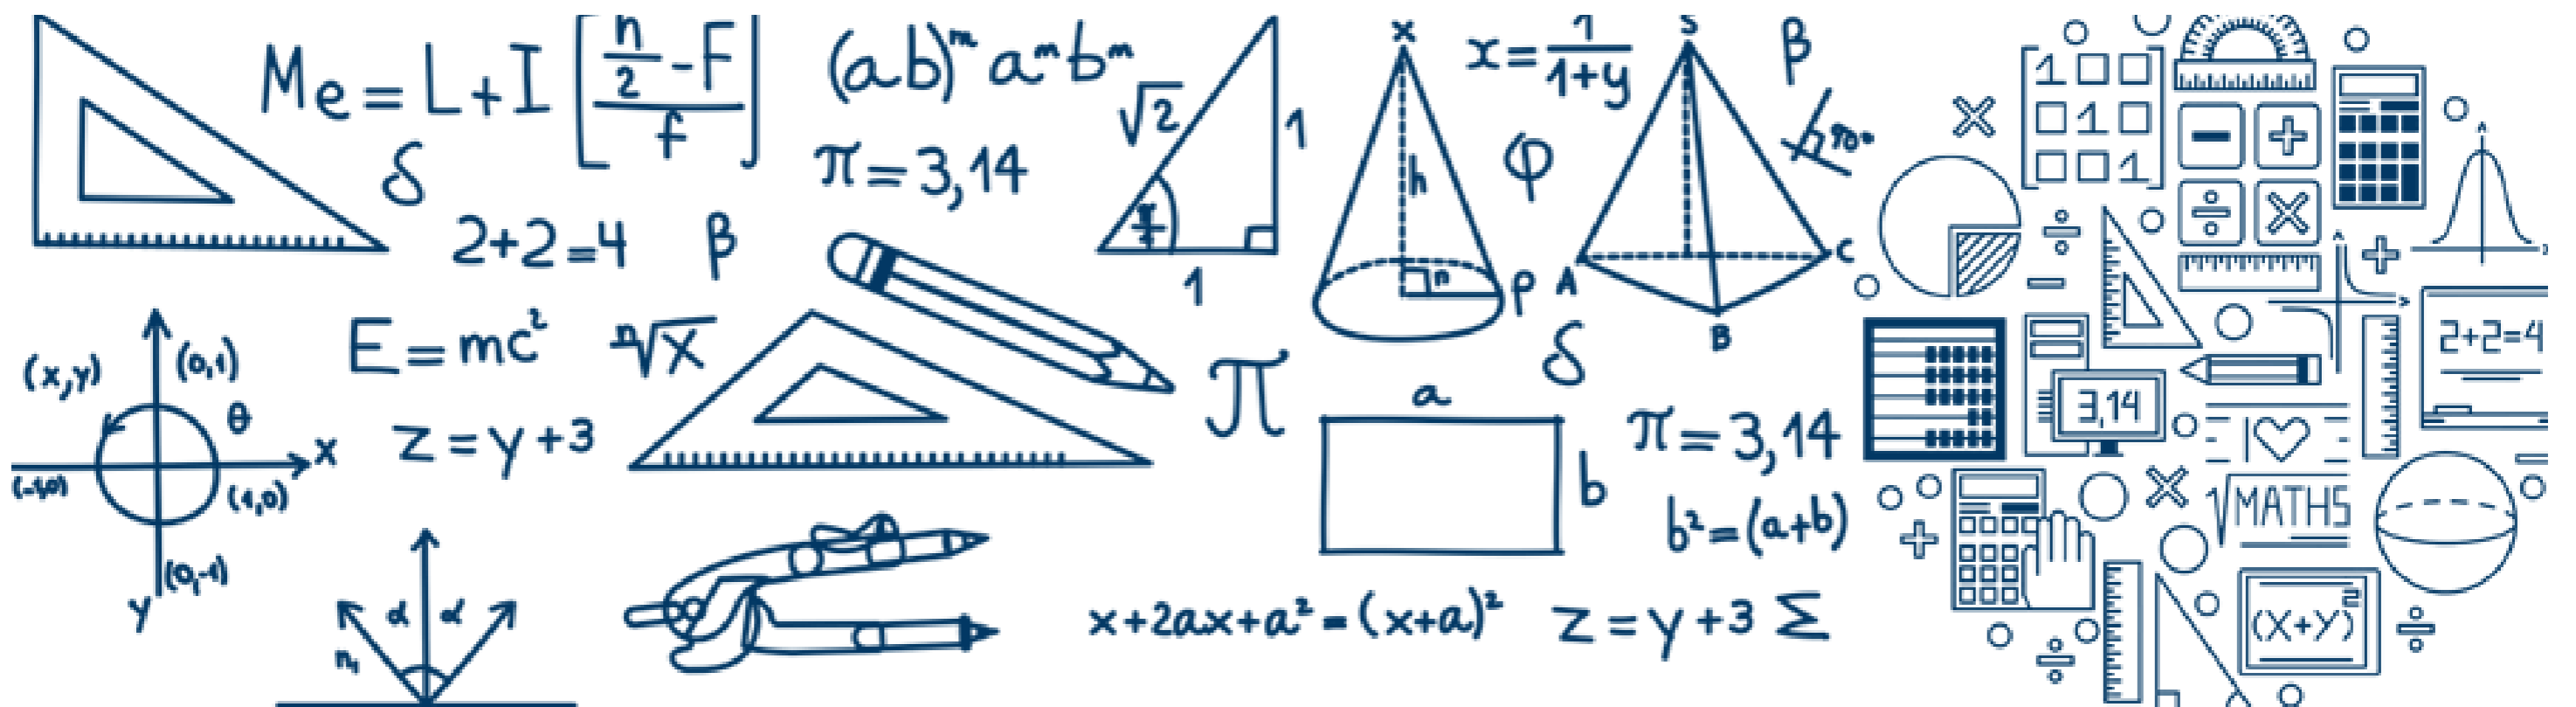 Me = L + I [ n/2 - F / f ]
(ab)ᵐ aᵐbᵐ
δ
π = 3,14
2+2=4
β
√2
1
1
x
h
n
P
x = 1/1+y
φ
S
A
B
C
β
90°
(x,y)
(0,1)
θ
x
(-1,0)
(1,0)
(0,-1)
y
E = mc²
ⁿ√x
z = y + 3
π
δ
a
b
π = 3,14
b² = (a+b)
α α
n₁
x+2ax+a² = (x+a)²
z = y + 3 Σ
1
1
1
− +
÷ ×
2+2=4
3,14
I ♡
√MATHS
(X+Y)ⁿ